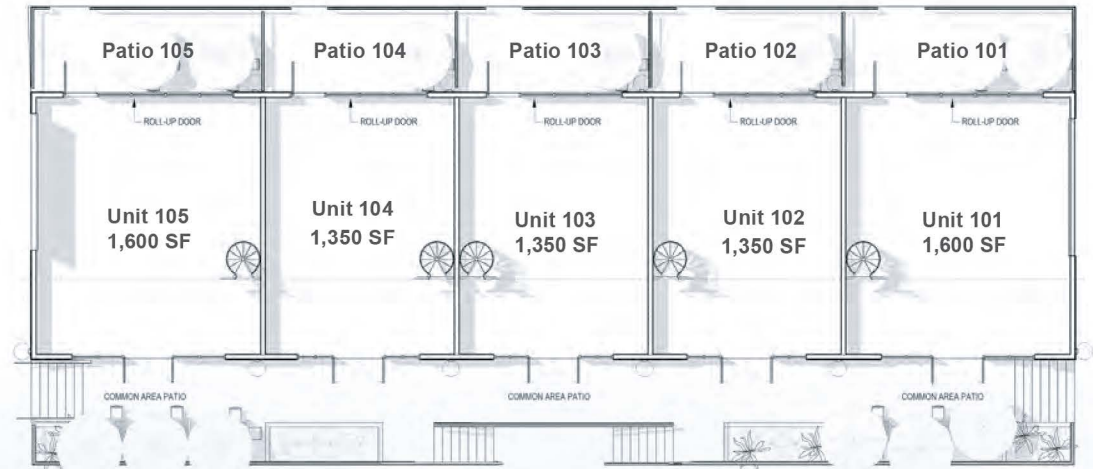 Patio 105
Patio 104
Patio 103
Patio 102
Patio 101
ROLL-UP DOOR
ROLL-UP DOOR
ROLL-UP DOOR
ROLL-UP DOOR
ROLL-UP DOOR
Unit 105
1,600 SF
Unit 104
1,350 SF
Unit 103
1,350 SF
Unit 102
1,350 SF
Unit 101
1,600 SF
COMMON AREA PATIO
COMMON AREA PATIO
COMMON AREA PATIO